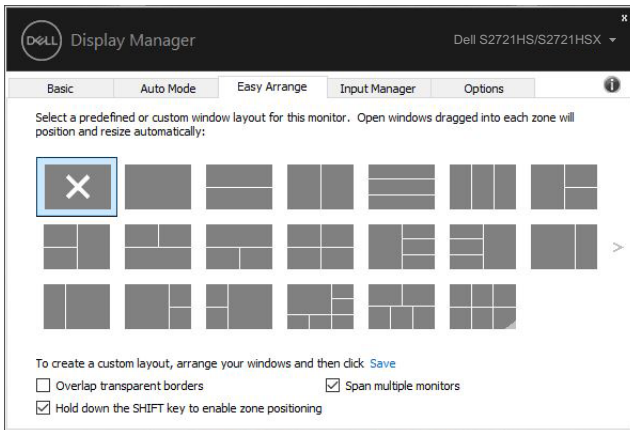 x
DELL Display Manager Dell S2721HS/S2721HSX
Basic Auto Mode Easy Arrange Input Manager Options
Select a predefined or custom window layout for this monitor. Open windows dragged into each zone will
position and resize automatically:
To create a custom layout, arrange your windows and then click Save
Overlap transparent borders Span multiple monitors
Hold down the SHIFT key to enable zone positioning